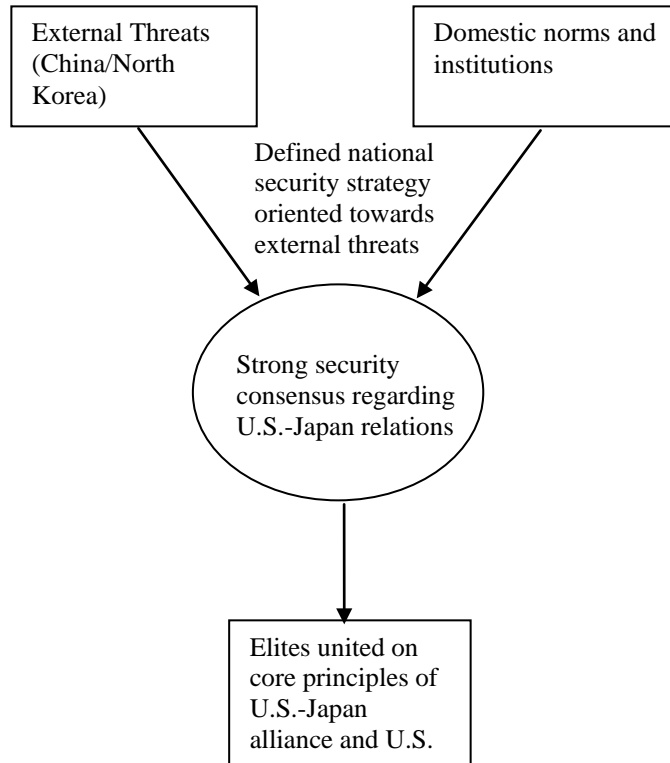 External Threats
(China/North
Korea)
Domestic norms and
institutions
Defined national
security strategy
oriented towards
external threats
Strong security
consensus regarding
U.S.-Japan relations
Elites united on
core principles of
U.S.-Japan
alliance and U.S.